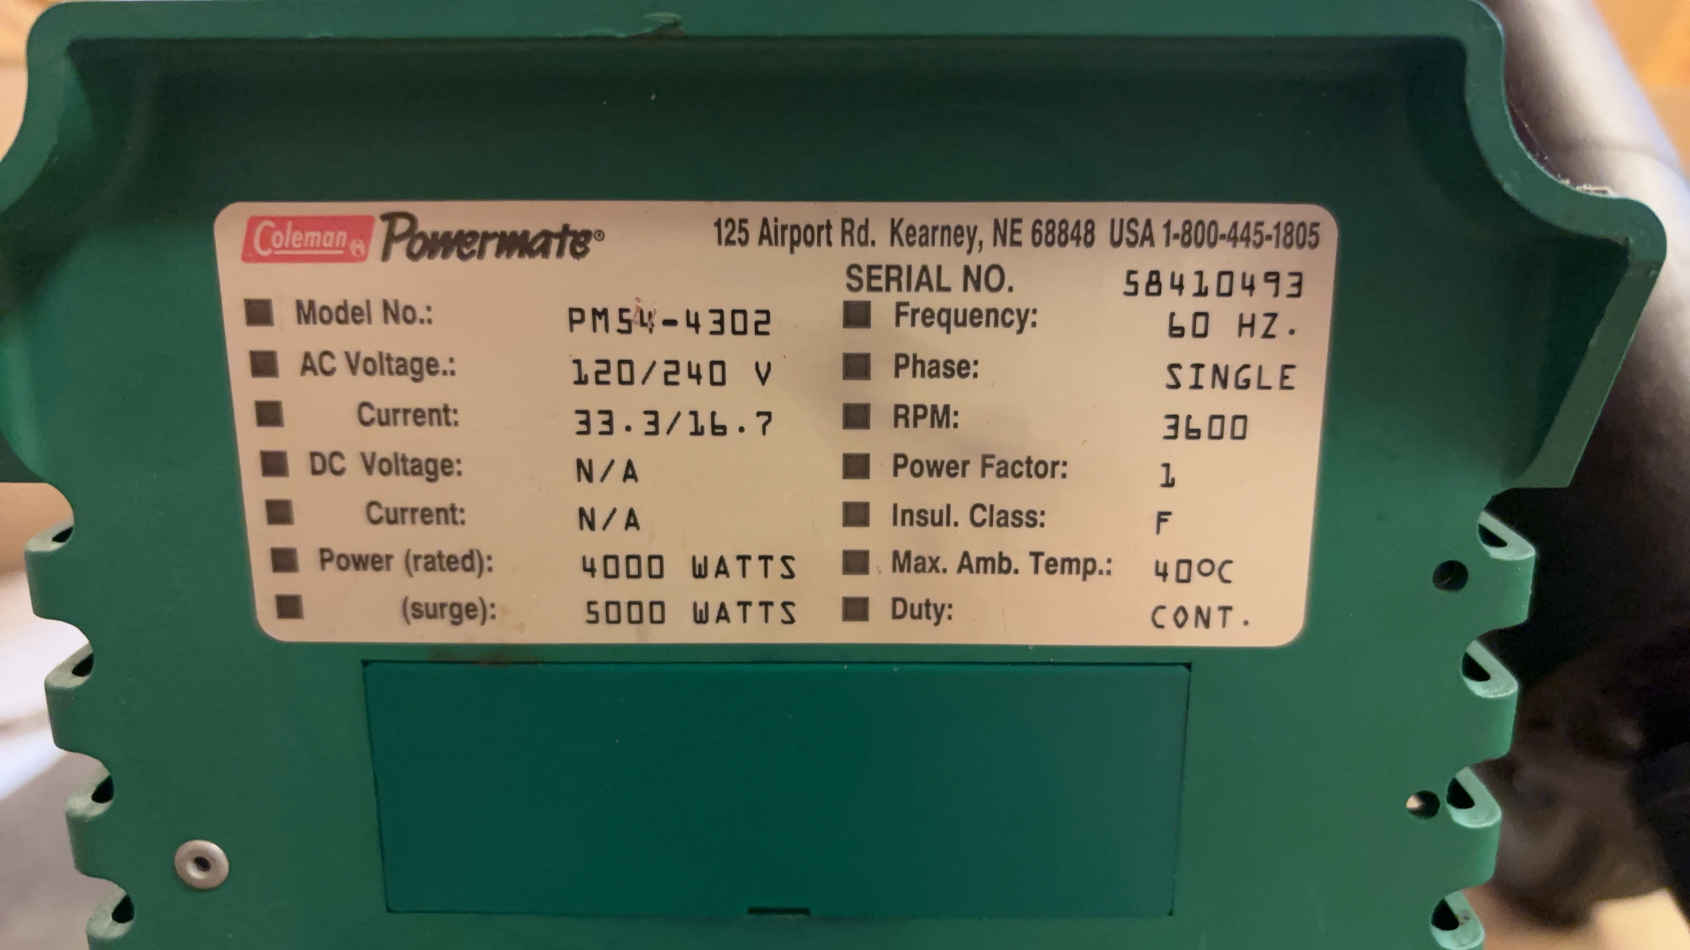 Coleman Powermate® 125 Airport Rd. Kearney, NE 68848 USA 1-800-445-1805
SERIAL NO. 58410493
Model No.: PM54-4302
Frequency: 60 HZ.
AC Voltage.: 120/240 V
Phase: SINGLE
Current: 33.3/16.7
RPM: 3600
DC Voltage: N/A
Power Factor: 1
Current: N/A
Insul. Class: F
Power (rated): 4000 WATTS
Max. Amb. Temp.: 40°C
(surge): 5000 WATTS
Duty: CONT.